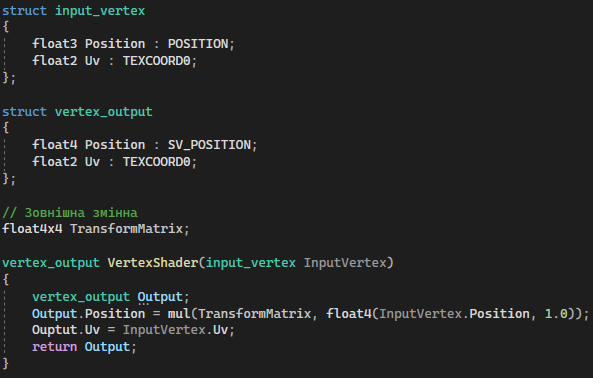 struct input_vertex
{
    float3 Position : POSITION;
    float2 Uv : TEXCOORD0;
};

struct vertex_output
{
    float4 Position : SV_POSITION;
    float2 Uv : TEXCOORD0;
};

// Зовнішна змінна
float4x4 TransformMatrix;

vertex_output VertexShader(input_vertex InputVertex)
{
    vertex_output Output;
    Output.Position = mul(TransformMatrix, float4(InputVertex.Position, 1.0));
    Ouptut.Uv = InputVertex.Uv;
    return Output;
}